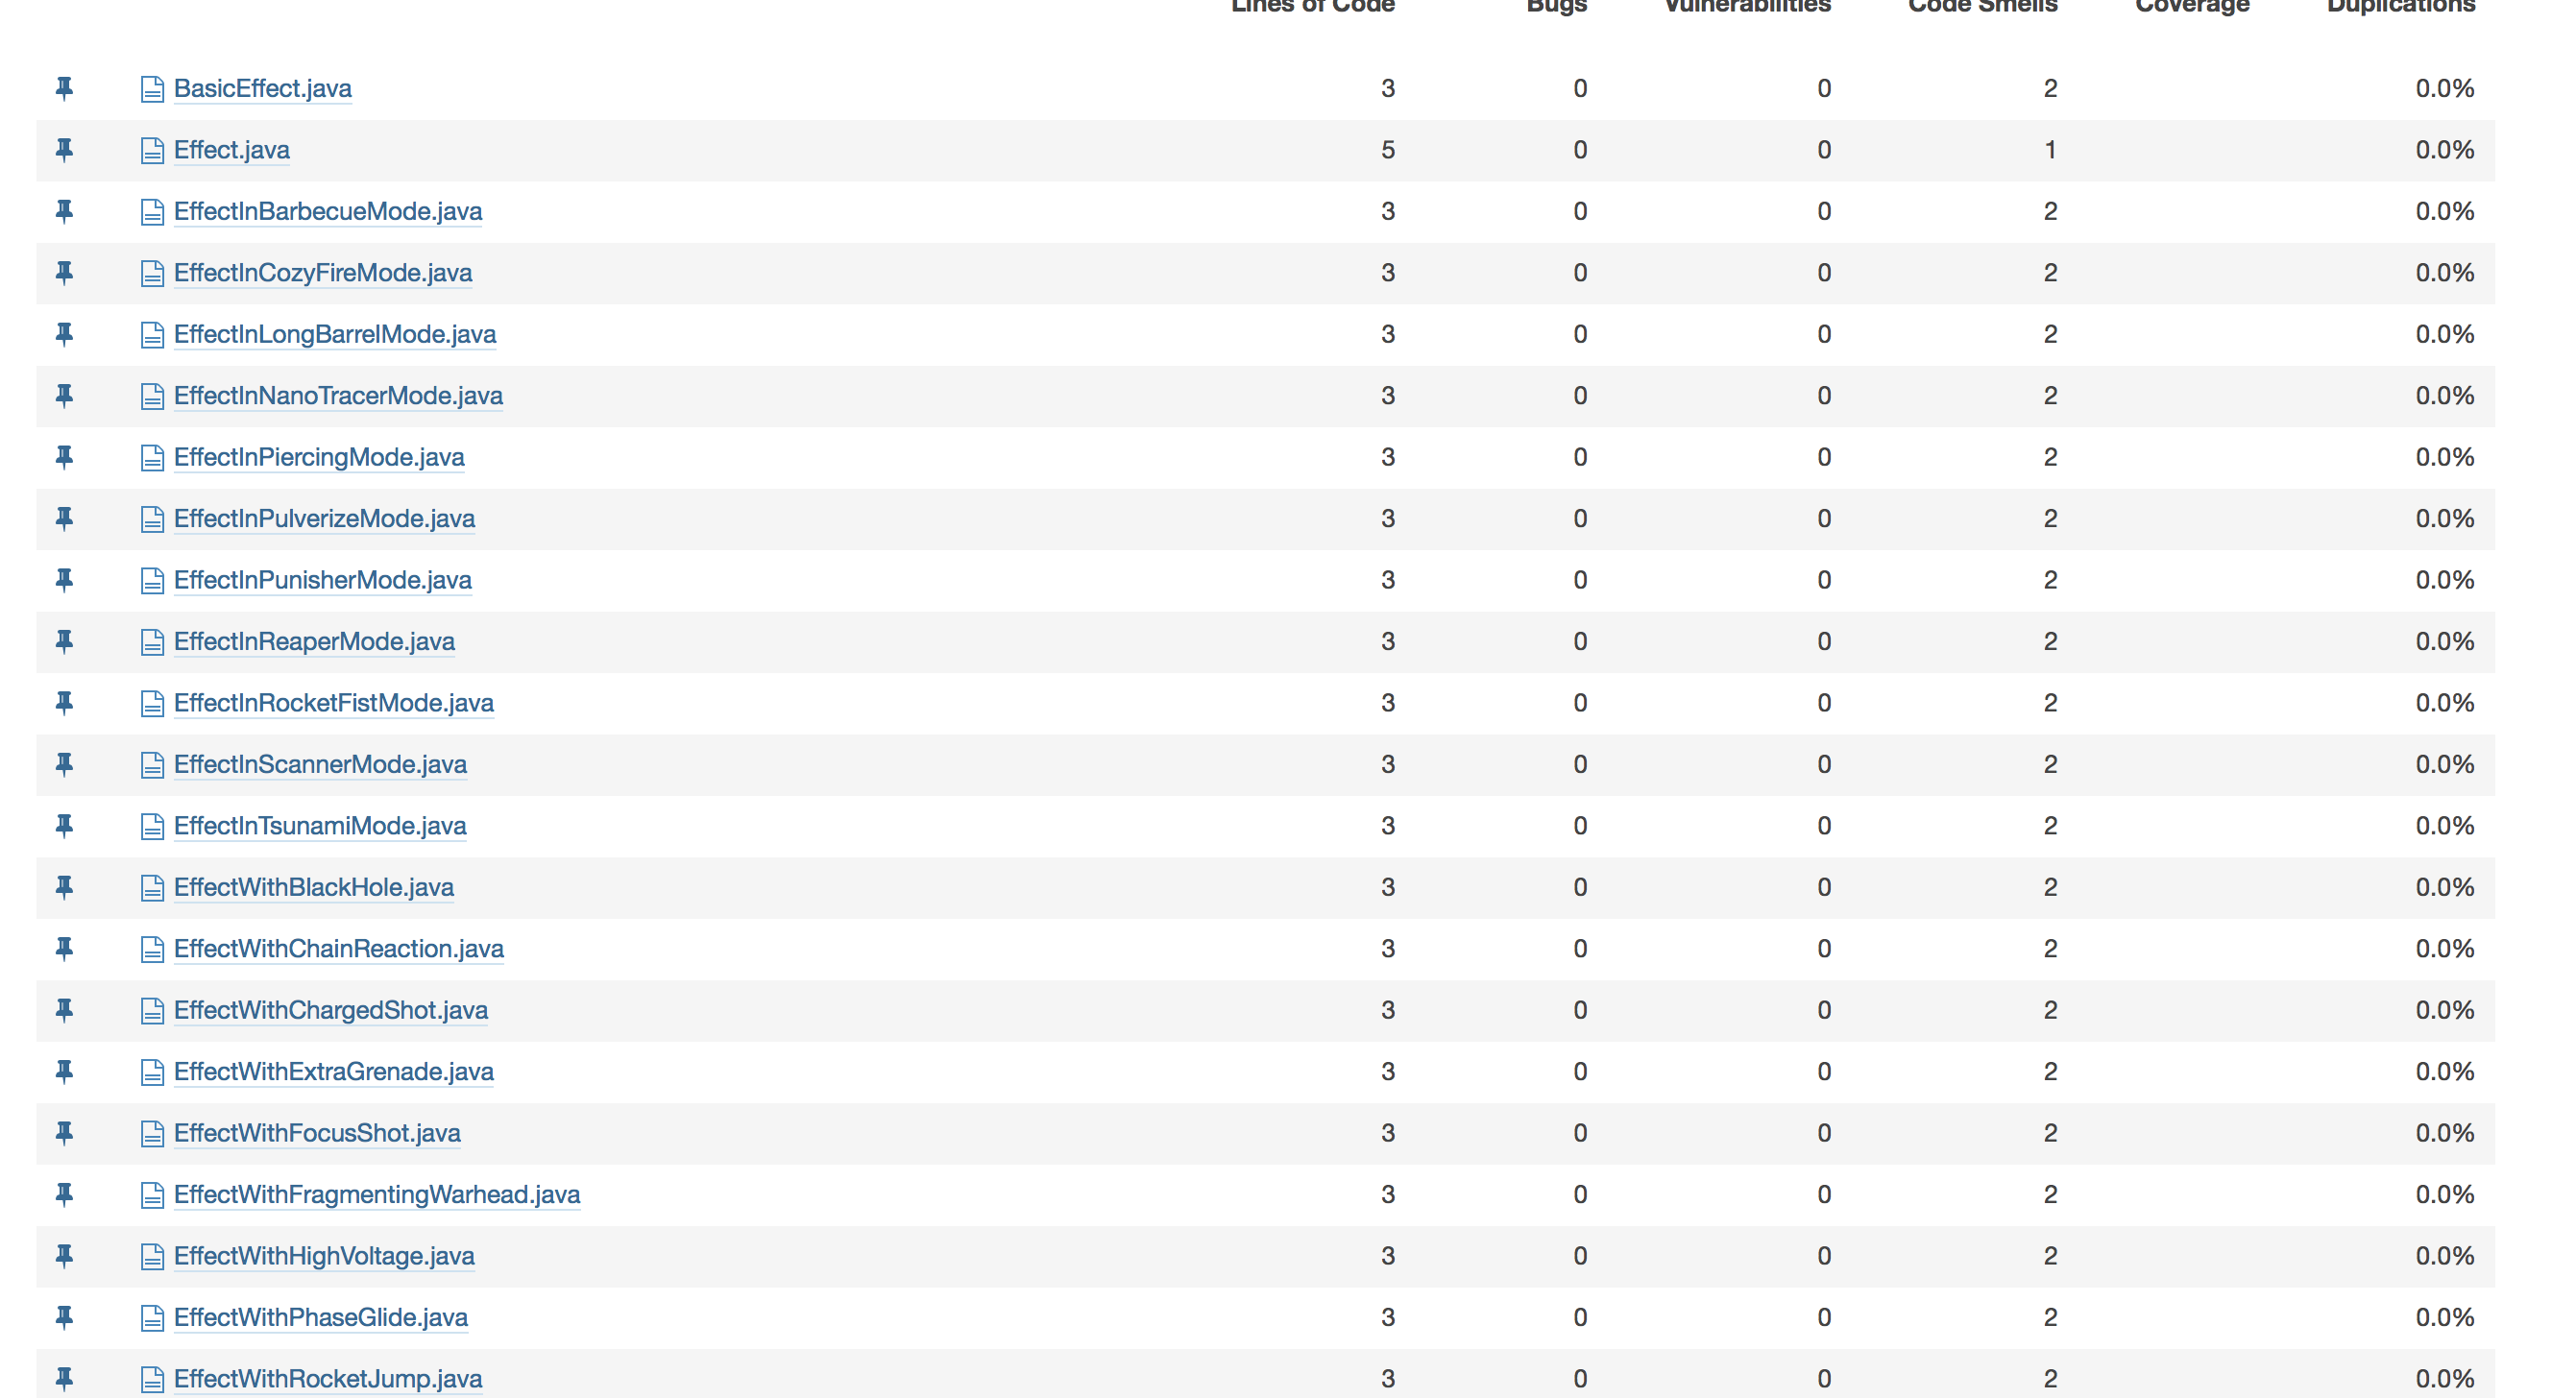 Lines of Code Bugs Vulnerabilities Code Smells Coverage Duplications
BasicEffect.java 3 0 0 2 0.0%
Effect.java 5 0 0 1 0.0%
EffectInBarbecueMode.java 3 0 0 2 0.0%
EffectInCozyFireMode.java 3 0 0 2 0.0%
EffectInLongBarrelMode.java 3 0 0 2 0.0%
EffectInNanoTracerMode.java 3 0 0 2 0.0%
EffectInPiercingMode.java 3 0 0 2 0.0%
EffectInPulverizeMode.java 3 0 0 2 0.0%
EffectInPunisherMode.java 3 0 0 2 0.0%
EffectInReaperMode.java 3 0 0 2 0.0%
EffectInRocketFistMode.java 3 0 0 2 0.0%
EffectInScannerMode.java 3 0 0 2 0.0%
EffectInTsunamiMode.java 3 0 0 2 0.0%
EffectWithBlackHole.java 3 0 0 2 0.0%
EffectWithChainReaction.java 3 0 0 2 0.0%
EffectWithChargedShot.java 3 0 0 2 0.0%
EffectWithExtraGrenade.java 3 0 0 2 0.0%
EffectWithFocusShot.java 3 0 0 2 0.0%
EffectWithFragmentingWarhead.java 3 0 0 2 0.0%
EffectWithHighVoltage.java 3 0 0 2 0.0%
EffectWithPhaseGlide.java 3 0 0 2 0.0%
EffectWithRocketJump.java 3 0 0 2 0.0%